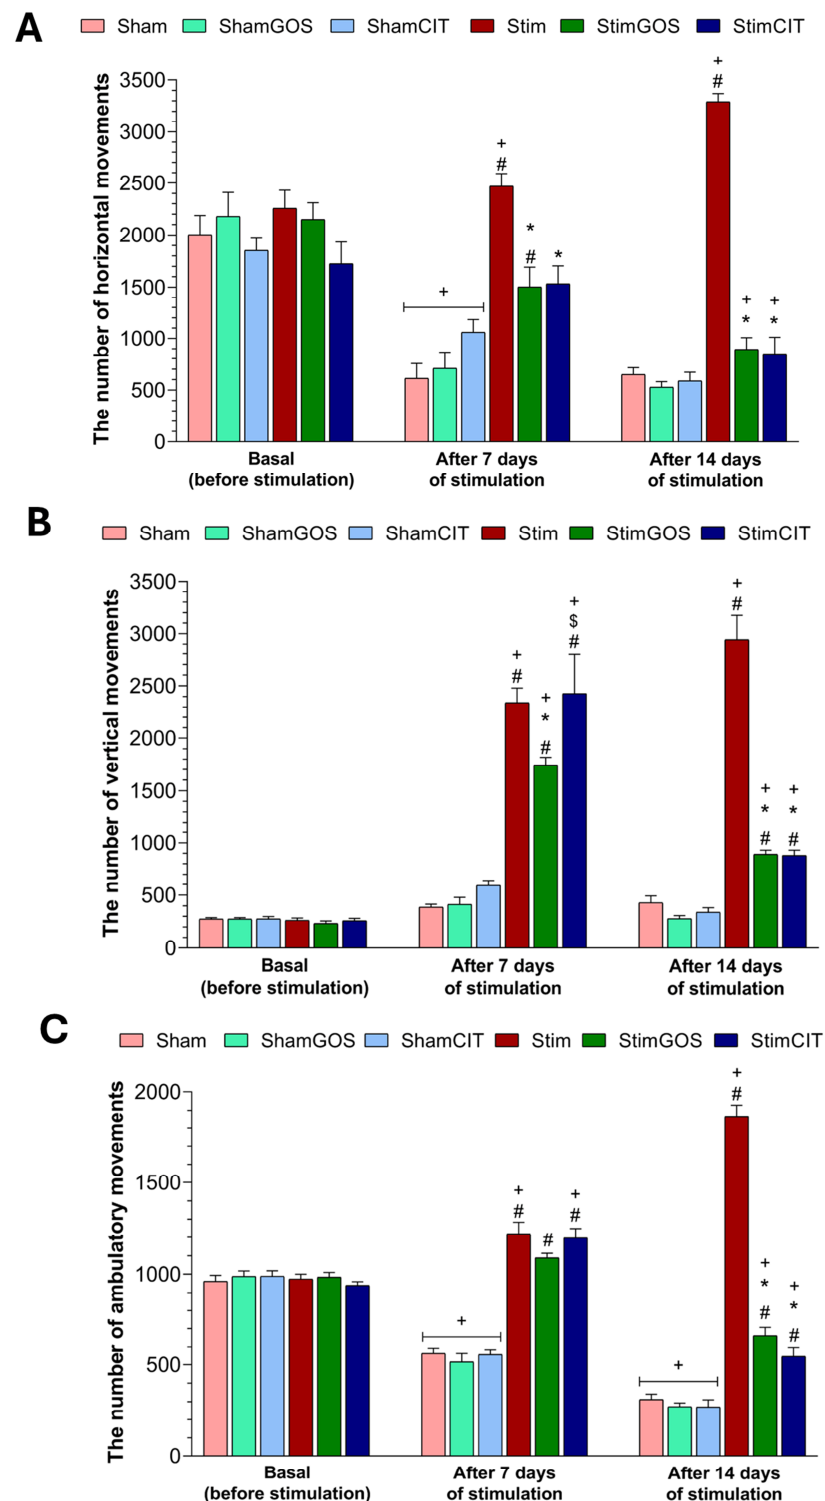 A
Sham ShamGOS ShamCIT Stim StimGOS StimCIT
The number of horizontal movements
3500
3000
2500
2000
1500
1000
500
0
+
+
#
*
#
*
+
#
+
*
+
*
Basal
(before stimulation)
After 7 days
of stimulation
After 14 days
of stimulation
B
Sham ShamGOS ShamCIT Stim StimGOS StimCIT
The number of vertical movements
3500
3000
2500
2000
1500
1000
500
0
+
#
+
*
#
+
$
#
+
#
+
*
#
+
*
#
Basal
(before stimulation)
After 7 days
of stimulation
After 14 days
of stimulation
C
Sham ShamGOS ShamCIT Stim StimGOS StimCIT
The number of ambulatory movements
2000
1500
1000
500
0
+
+
#
#
+
#
+
+
#
+
*
#
+
*
#
Basal
(before stimulation)
After 7 days
of stimulation
After 14 days
of stimulation